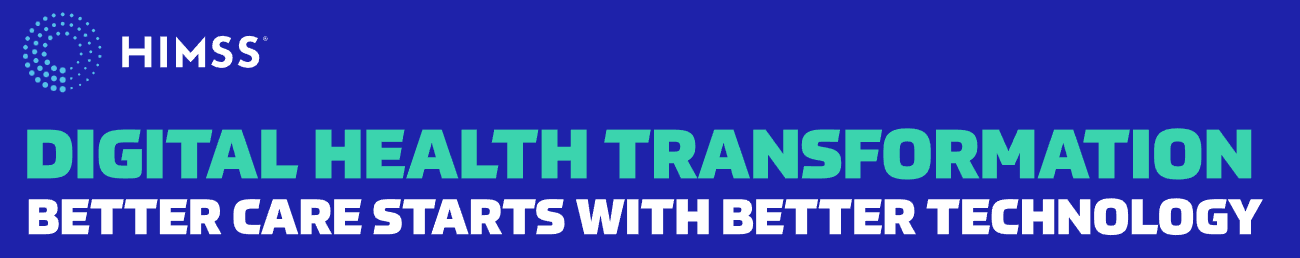 HIMSS®
DIGITAL HEALTH TRANSFORMATION
BETTER CARE STARTS WITH BETTER TECHNOLOGY